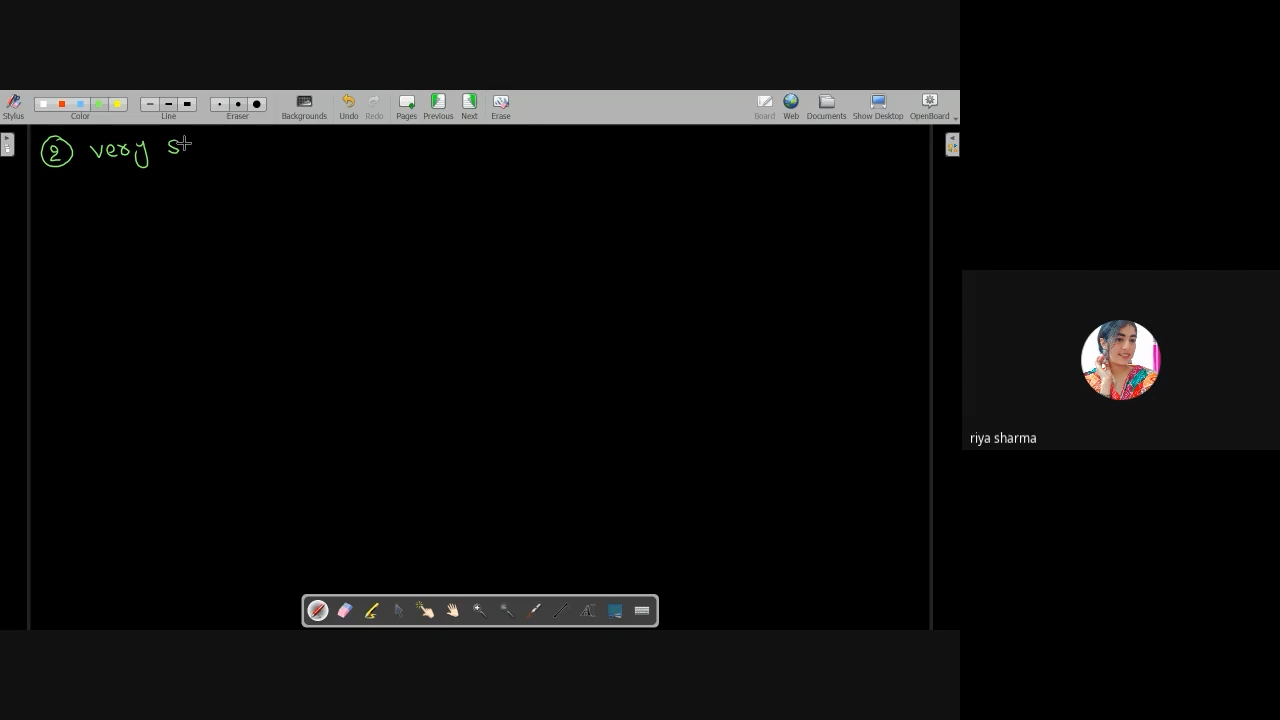 Stylus Color Line Eraser Backgrounds Undo Redo Pages Previous Next Erase Board Web Documents Show Desktop OpenBoard
② very s
riya sharma